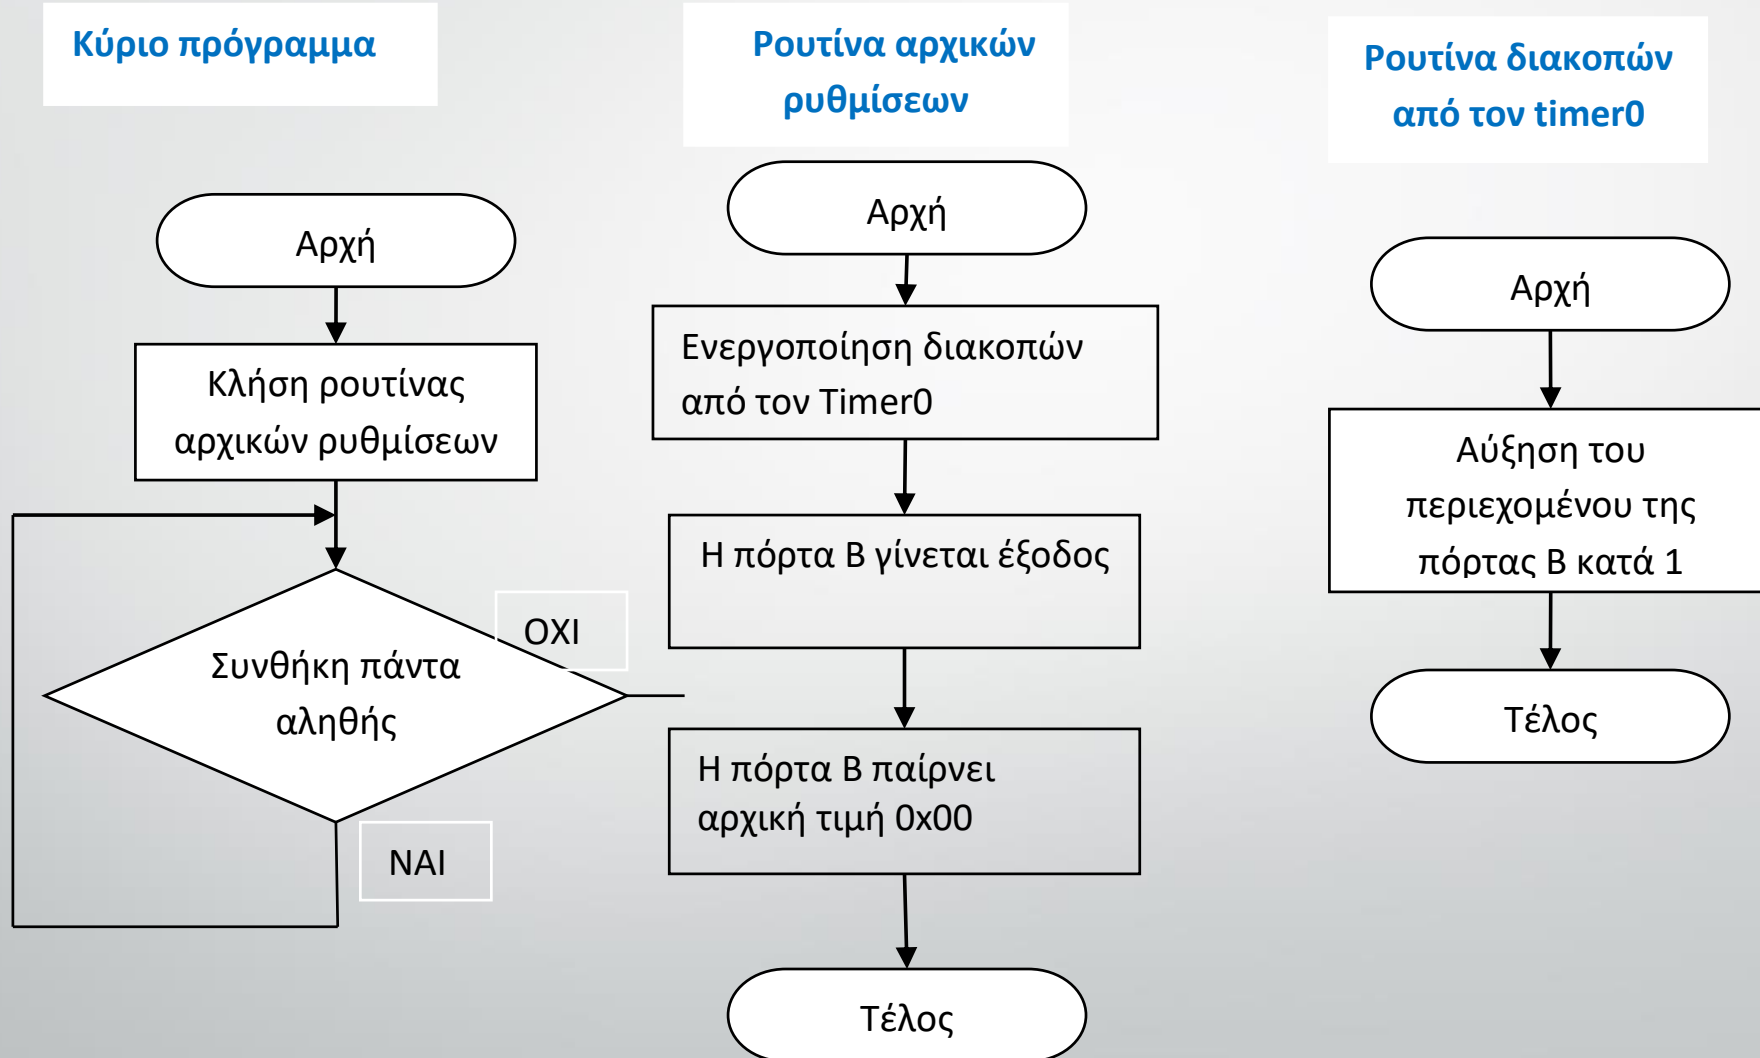 Κύριο πρόγραμμα
Αρχή
Κλήση ρουτίνας
αρχικών ρυθμίσεων
Συνθήκη πάντα
αληθής
ΟΧΙ
ΝΑΙ
Ρουτίνα αρχικών
ρυθμίσεων
Αρχή
Ενεργοποίηση διακοπών
από τον Timer0
Η πόρτα Β γίνεται έξοδος
Η πόρτα Β παίρνει
αρχική τιμή 0x00
Τέλος
Ρουτίνα διακοπών
από τον timer0
Αρχή
Αύξηση του
περιεχομένου της
πόρτας Β κατά 1
Τέλος